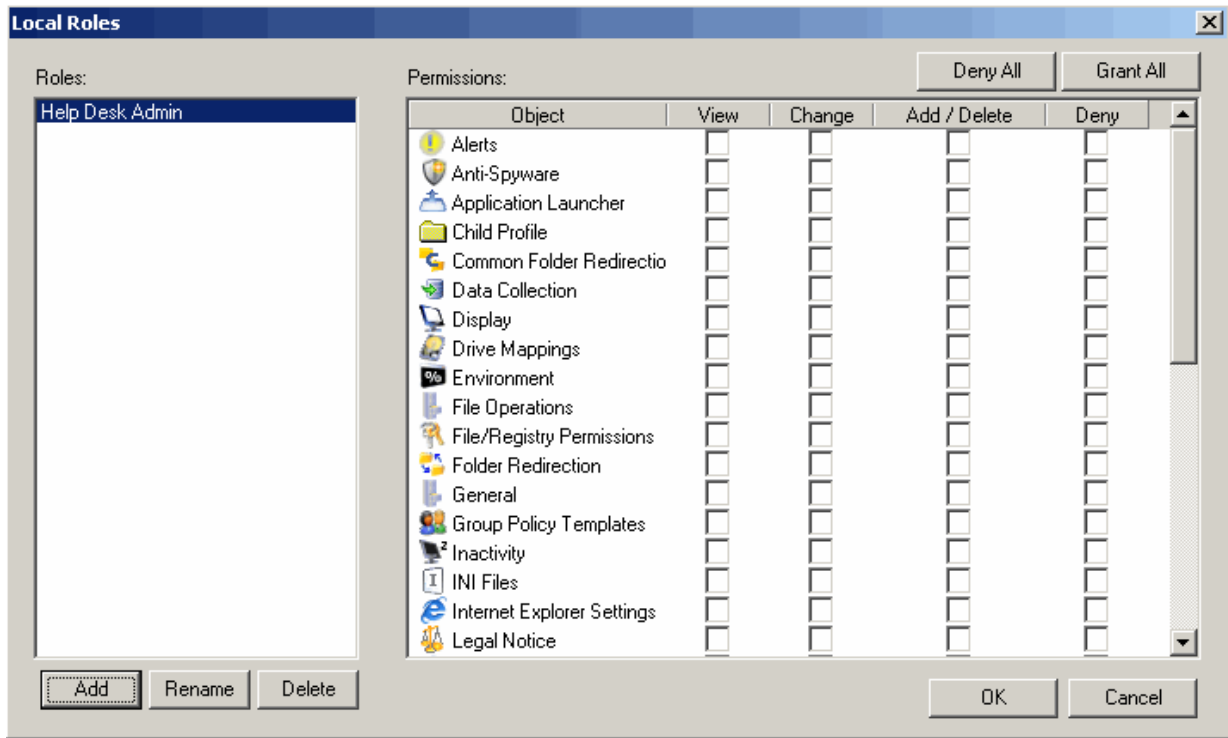 Local Roles
Roles:
Permissions:
Deny All
Grant All
Help Desk Admin
Object View Change Add / Delete Deny
Alerts
Anti-Spyware
Application Launcher
Child Profile
Common Folder Redirectio
Data Collection
Display
Drive Mappings
% Environment
File Operations
File/Registry Permissions
Folder Redirection
General
Group Policy Templates
z Inactivity
I INI Files
Internet Explorer Settings
Legal Notice
Add Rename Delete
OK Cancel